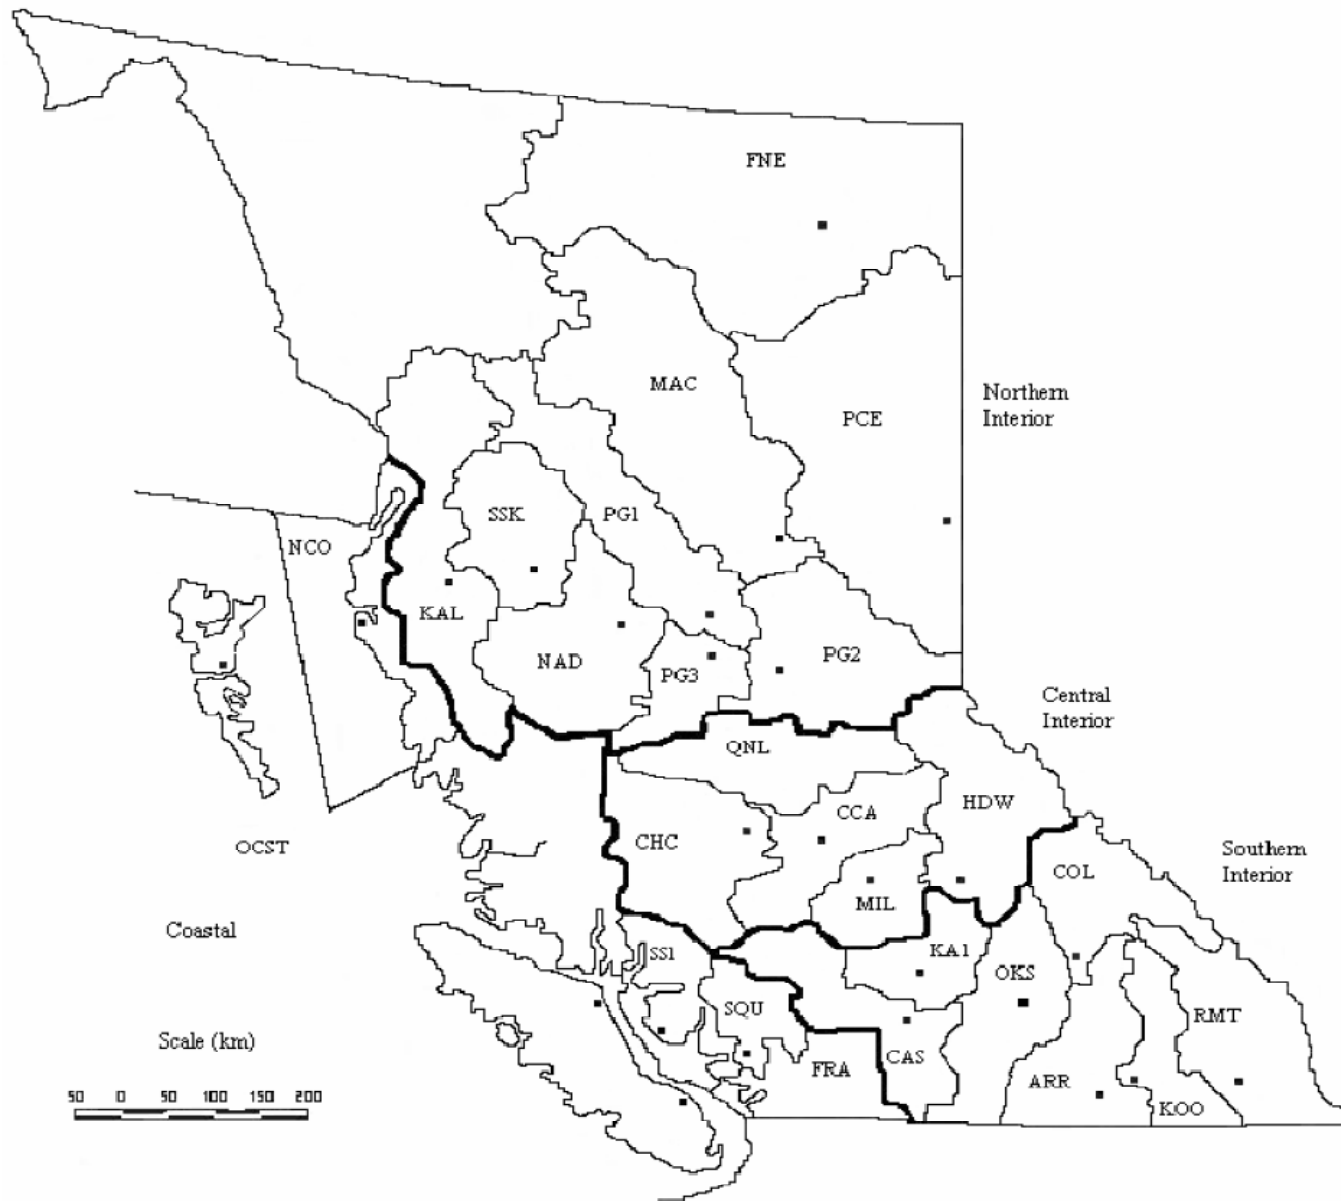 FNE
MAC
Northern
Interior
PCE
SSK
PG1
NCO
KAL
NAD
PG3
PG2
Central
Interior
QNL
HDW
CCA
CHC
OCST
Southern
Interior
COL
MIL
Coastal
SS1
KA1
OKS
SQU
RMT
Scale (km)
FRA
CAS
ARR
KOO
50 0 50 100 150 200